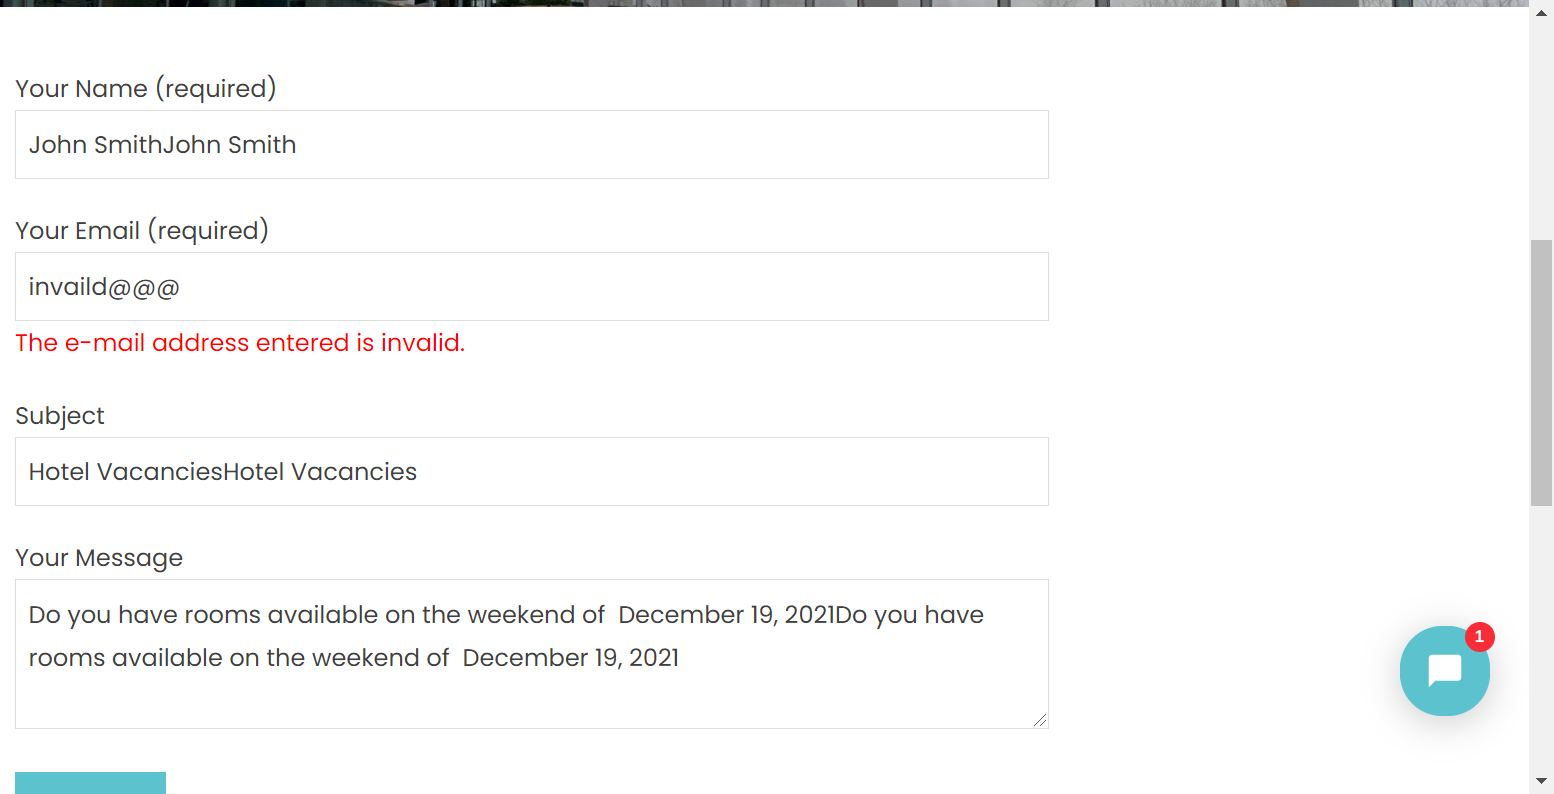 Your Name (required)
John SmithJohn Smith
Your Email (required)
invaild@@@
The e-mail address entered is invalid.
Subject
Hotel VacanciesHotel Vacancies
Your Message
Do you have rooms available on the weekend of  December 19, 2021Do you have
rooms available on the weekend of  December 19, 2021
1